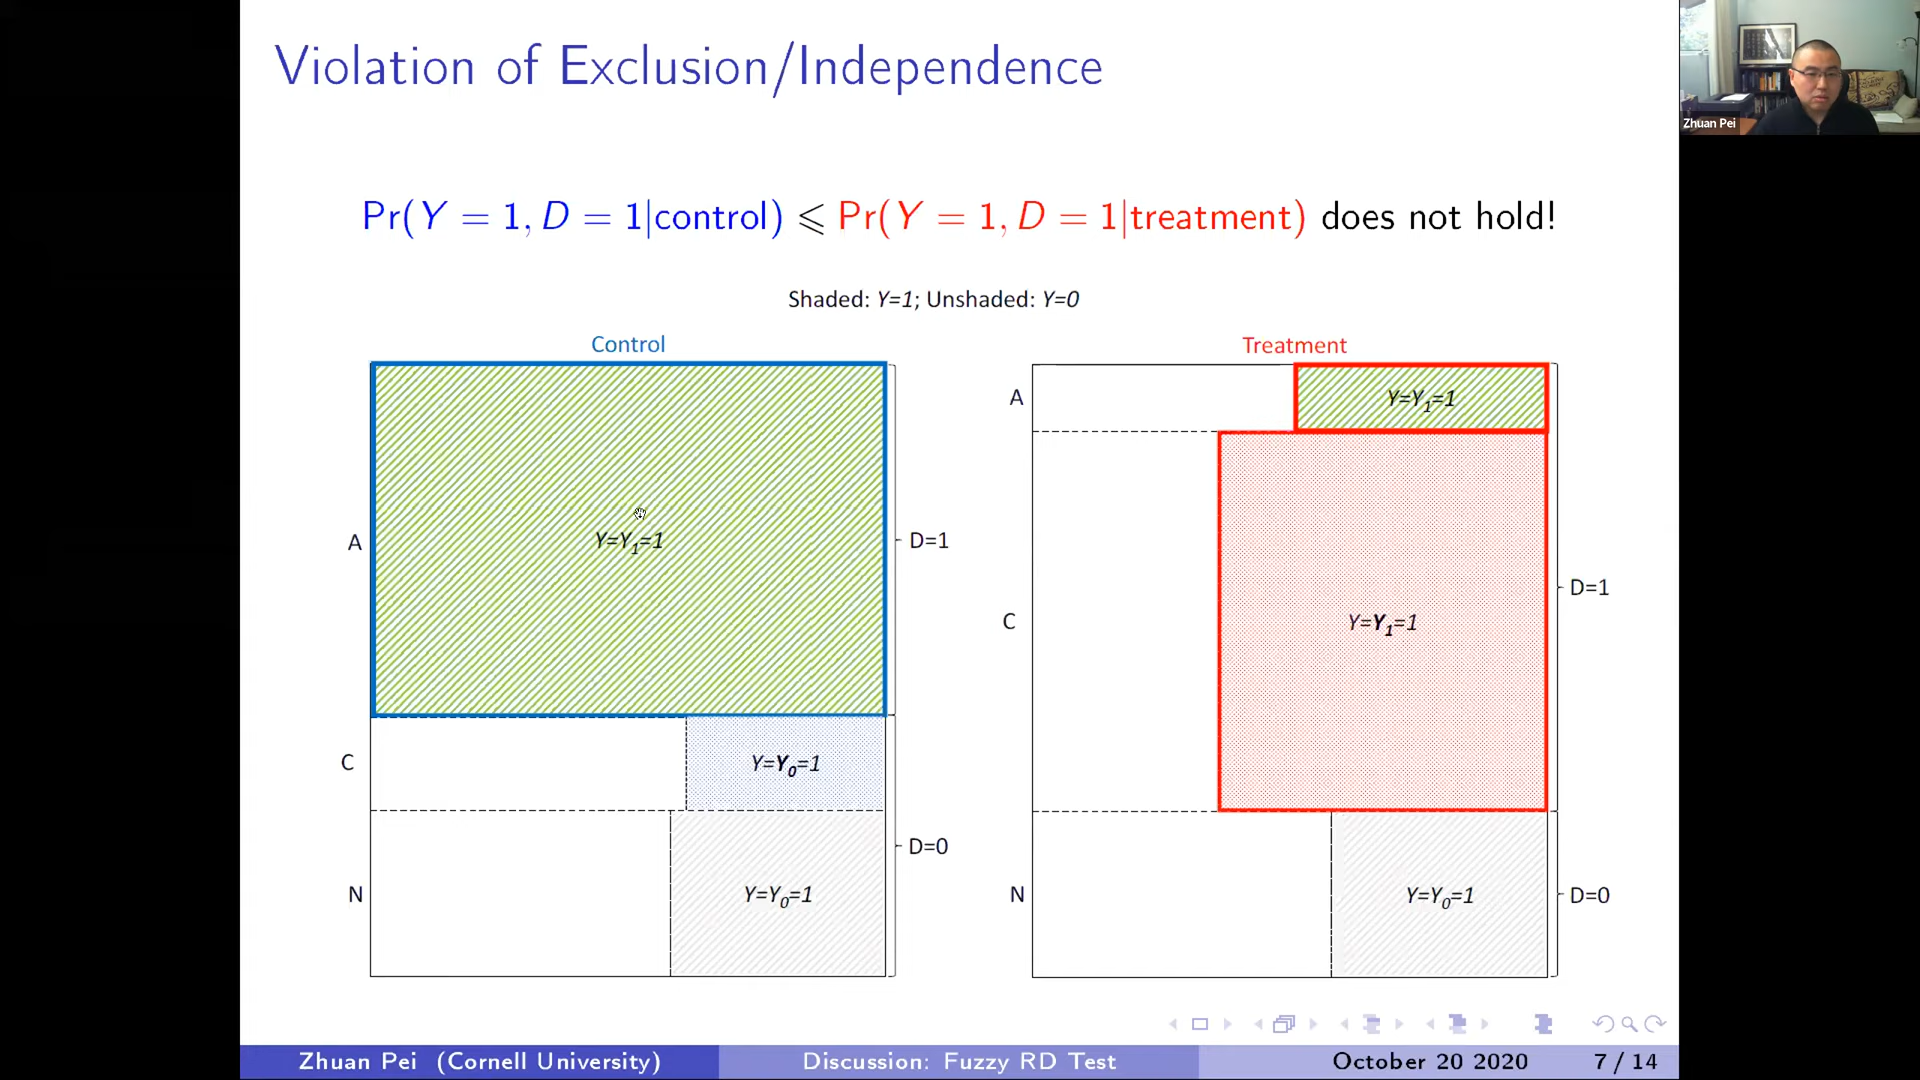 Violation of Exclusion/Independence
Zhuan Pei
Pr(Y = 1, D = 1|control) ⩽ Pr(Y = 1, D = 1|treatment) does not hold!
Shaded: Y=1; Unshaded: Y=0
Control
Treatment
A
Y=Y₁=1
D=1
C
Y=Y₀=1
N
Y=Y₀=1
D=0
A
Y=Y₁=1
C
Y=Y₁=1
D=1
N
Y=Y₀=1
D=0
Zhuan Pei (Cornell University)
Discussion: Fuzzy RD Test
October 20 2020
7 / 14